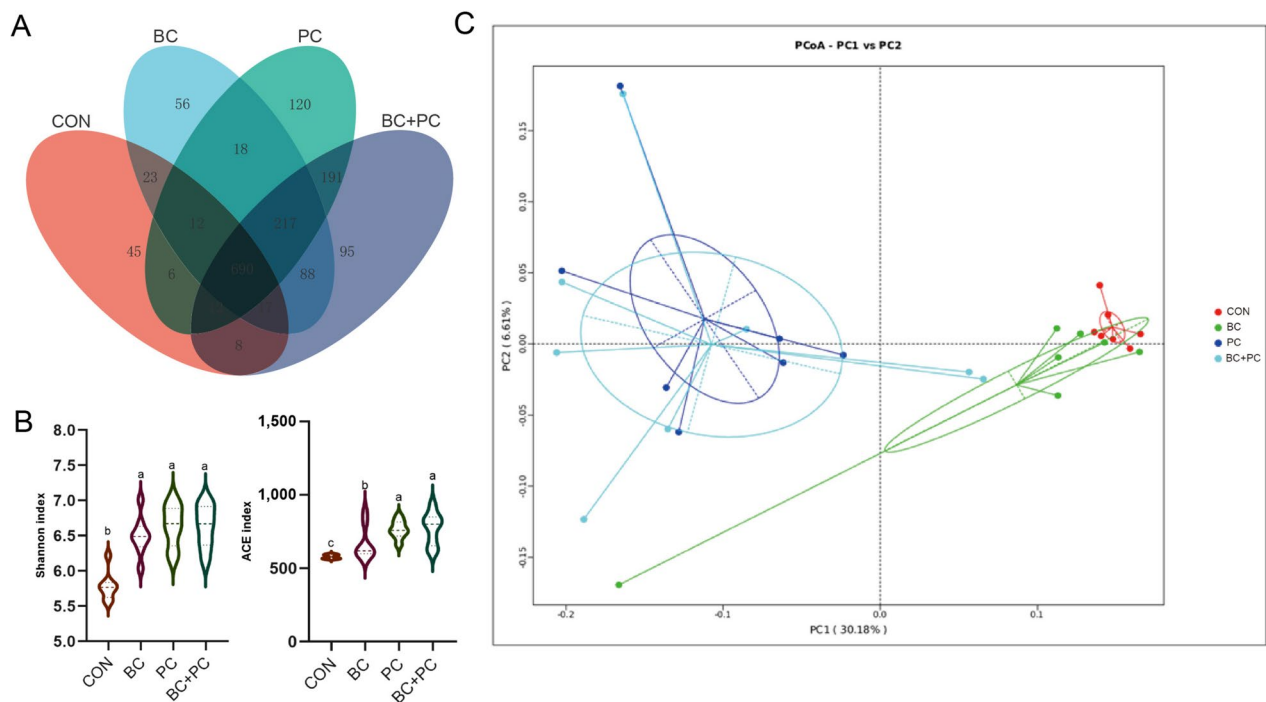 A
BC
PC
CON
BC+PC
56
120
18
23
191
12
217
45
95
6
690
88
8
B
8.0
7.5
7.0
6.5
6.0
5.5
5.0
Shannon index
b
a
a
a
CON
BC
PC
BC+PC
1,500
1,000
500
0
ACE index
c
b
a
a
CON
BC
PC
BC+PC
C
PCoA - PC1 vs PC2
0.15
0.10
0.05
0.00
-0.05
-0.10
-0.15
PC2 ( 6.61% )
-0.2
-0.1
0.0
0.1
PC1 ( 30.18% )
CON
BC
PC
BC+PC